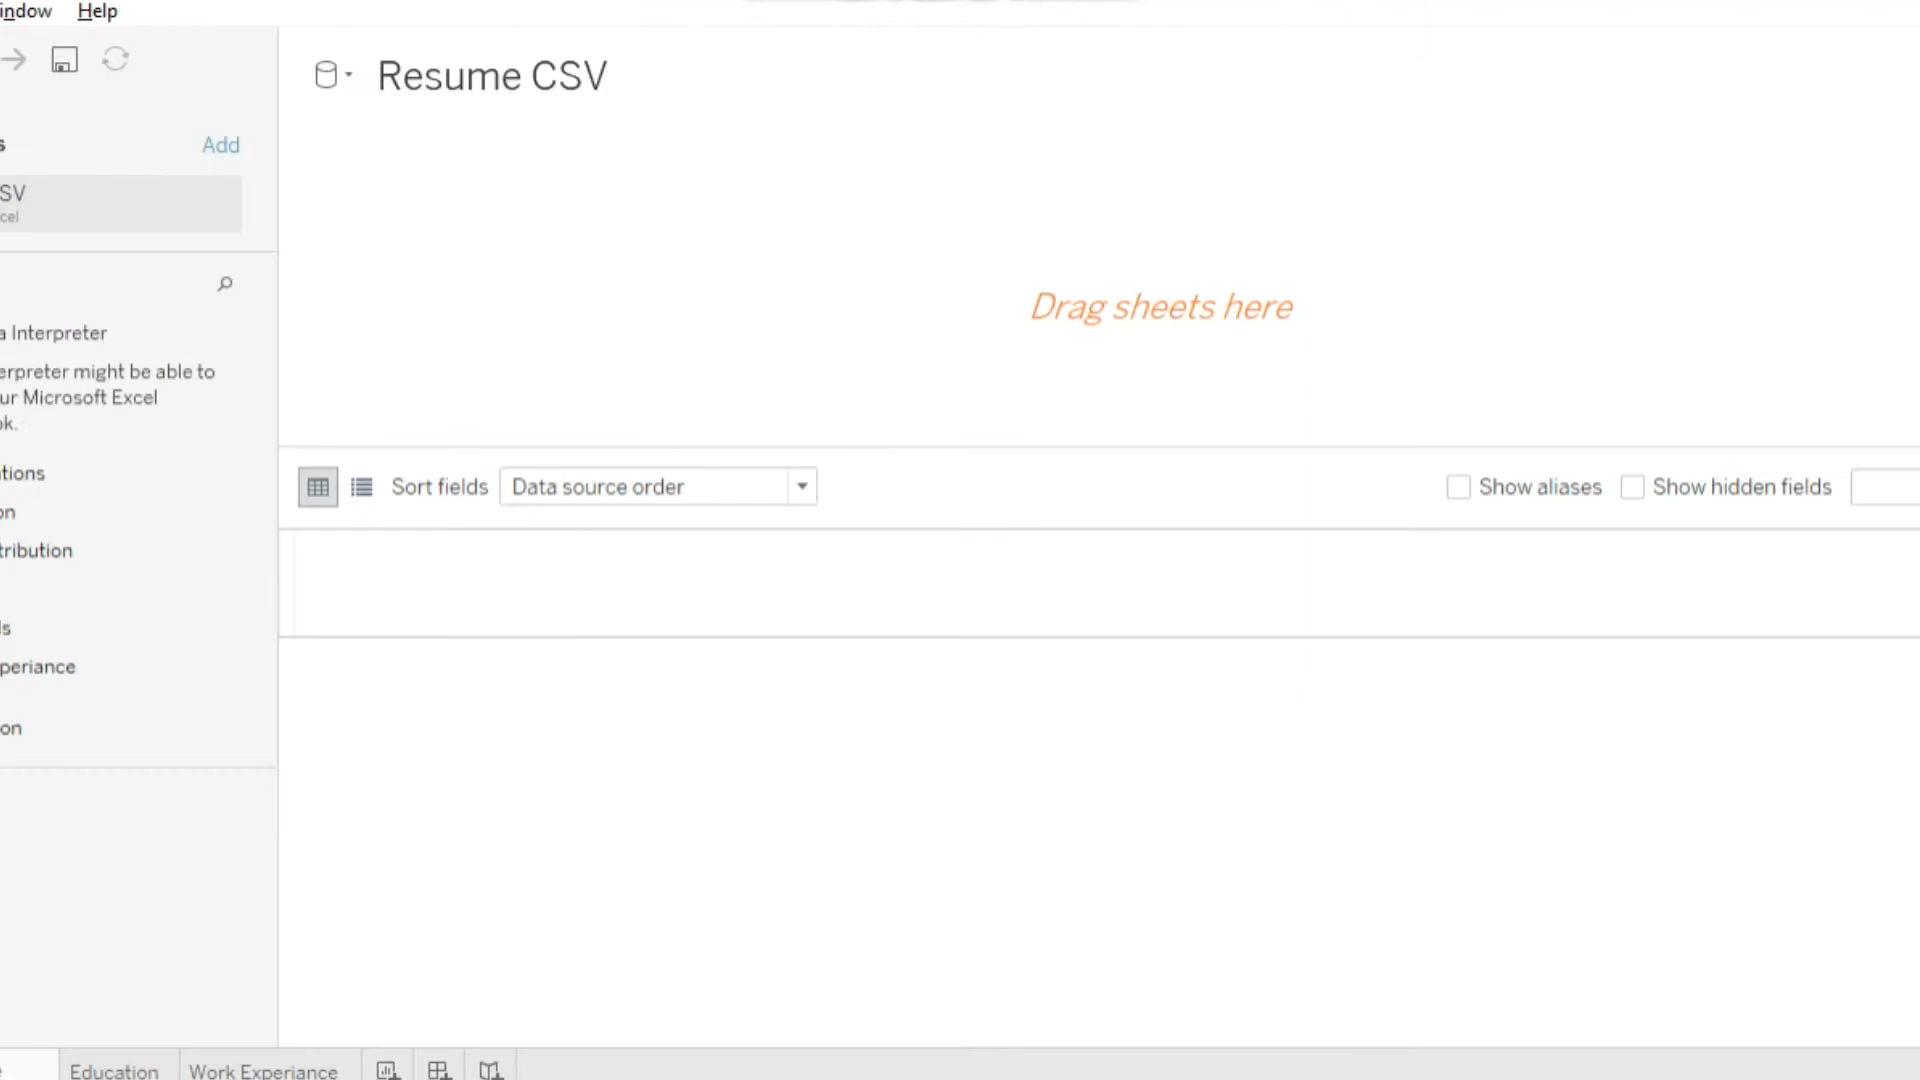 indow Help
Resume CSV
s Add
SV
cel
Drag sheets here
a Interpreter
erpreter might be able to
ur Microsoft Excel
ok.
Sort fields Data source order Show aliases Show hidden fields
tions
on
tribution
ls
periance
on
Education Work Experiance